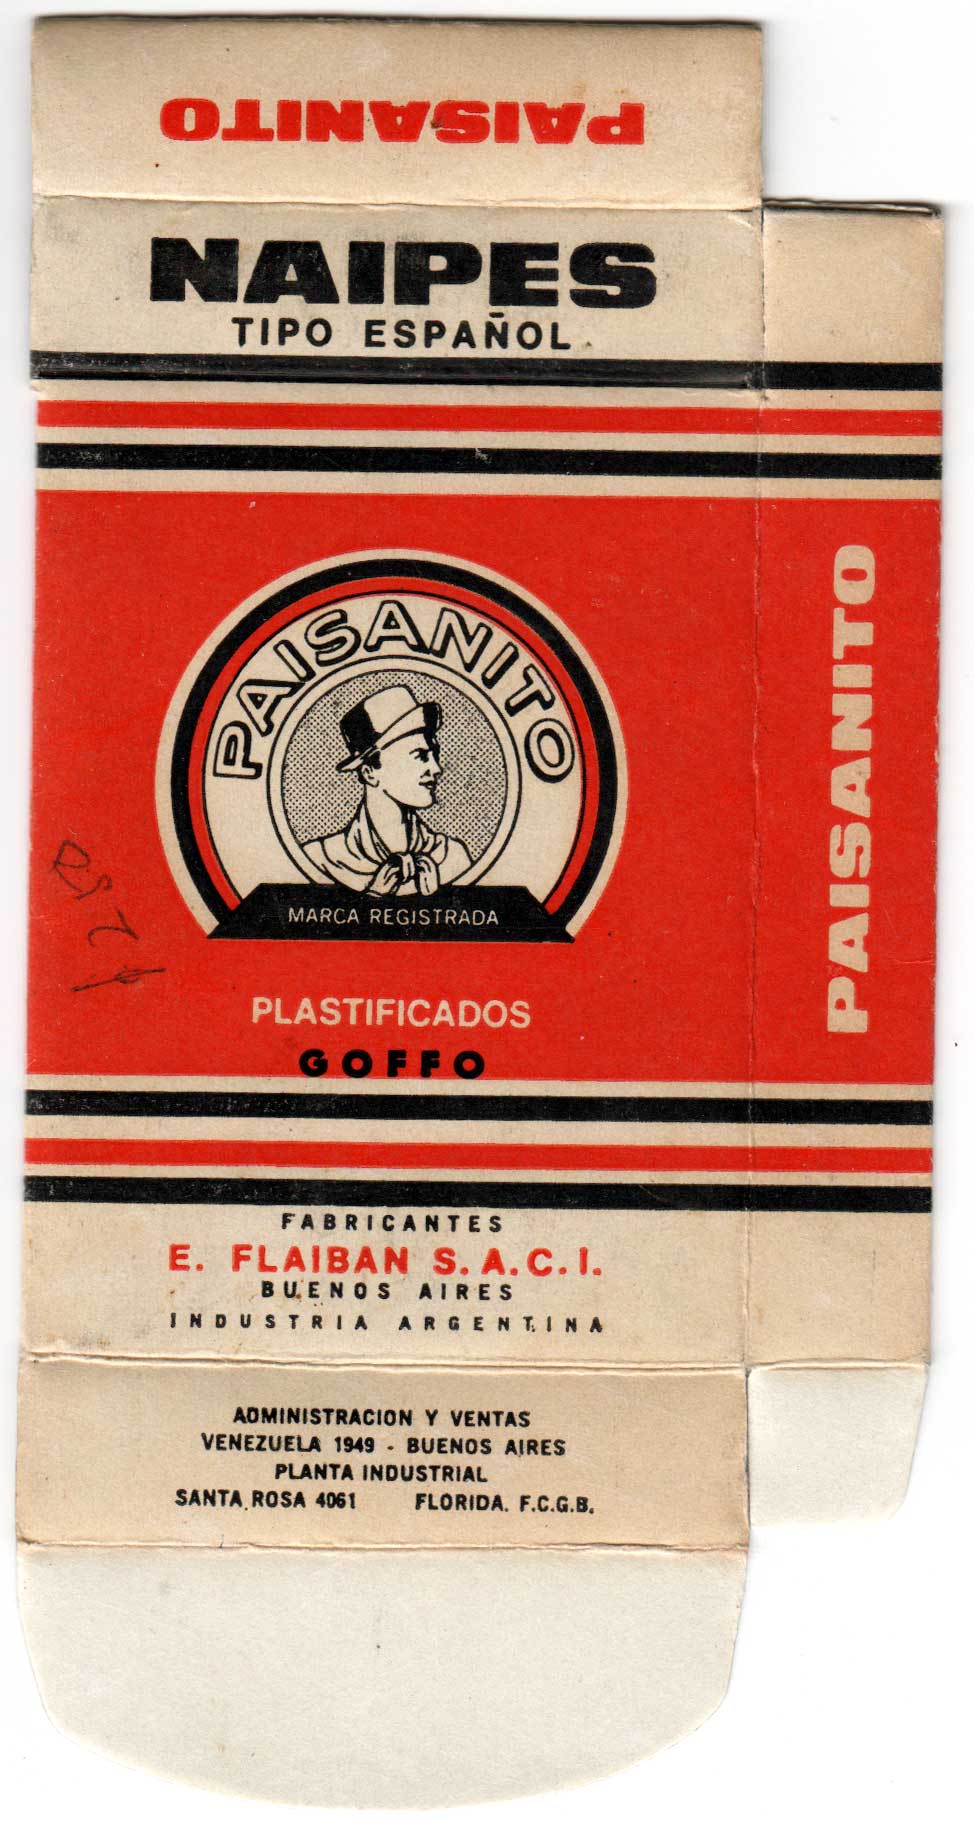 PAISANITO
NAIPES
TIPO ESPAÑOL
PAISANITO
MARCA REGISTRADA
PLASTIFICADOS
GOFFO
PAISANITO
FABRICANTES
E. FLAIBAN S.A.C.I.
BUENOS AIRES
INDUSTRIA ARGENTINA
ADMINISTRACION Y VENTAS
VENEZUELA 1949 - BUENOS AIRES
PLANTA INDUSTRIAL
SANTA ROSA 4061 FLORIDA. F.C.G.B.